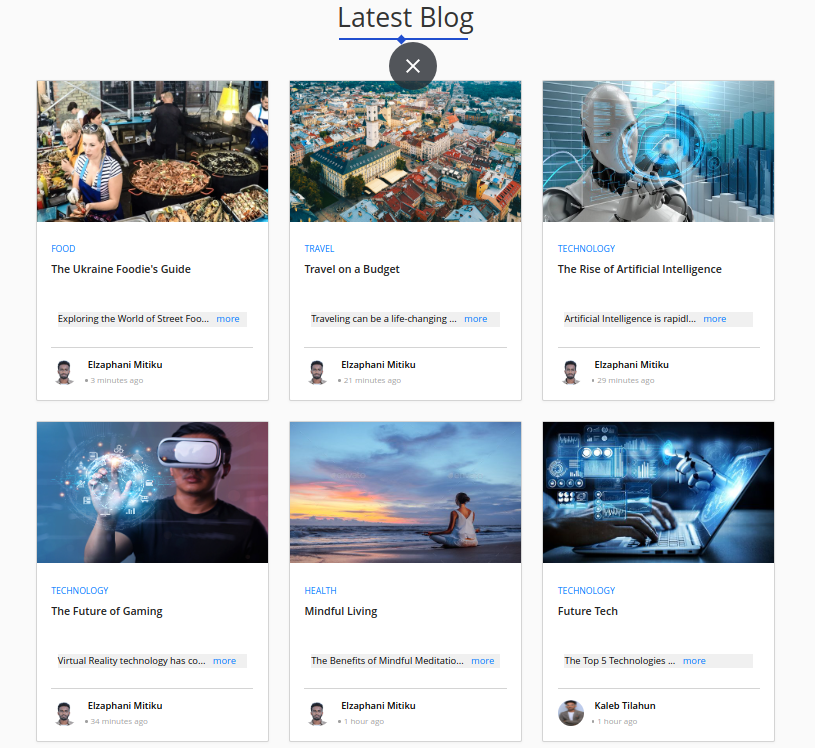 Latest Blog
FOOD
The Ukraine Foodie's Guide
Exploring the World of Street Foo... more
Elzaphani Mitiku
• 3 minutes ago
TRAVEL
Travel on a Budget
Traveling can be a life-changing ... more
Elzaphani Mitiku
• 21 minutes ago
TECHNOLOGY
The Rise of Artificial Intelligence
Artificial Intelligence is rapidl... more
Elzaphani Mitiku
• 29 minutes ago
TECHNOLOGY
The Future of Gaming
Virtual Reality technology has co... more
Elzaphani Mitiku
• 34 minutes ago
HEALTH
Mindful Living
The Benefits of Mindful Meditatio... more
Elzaphani Mitiku
• 1 hour ago
TECHNOLOGY
Future Tech
The Top 5 Technologies ... more
Kaleb Tilahun
• 1 hour ago